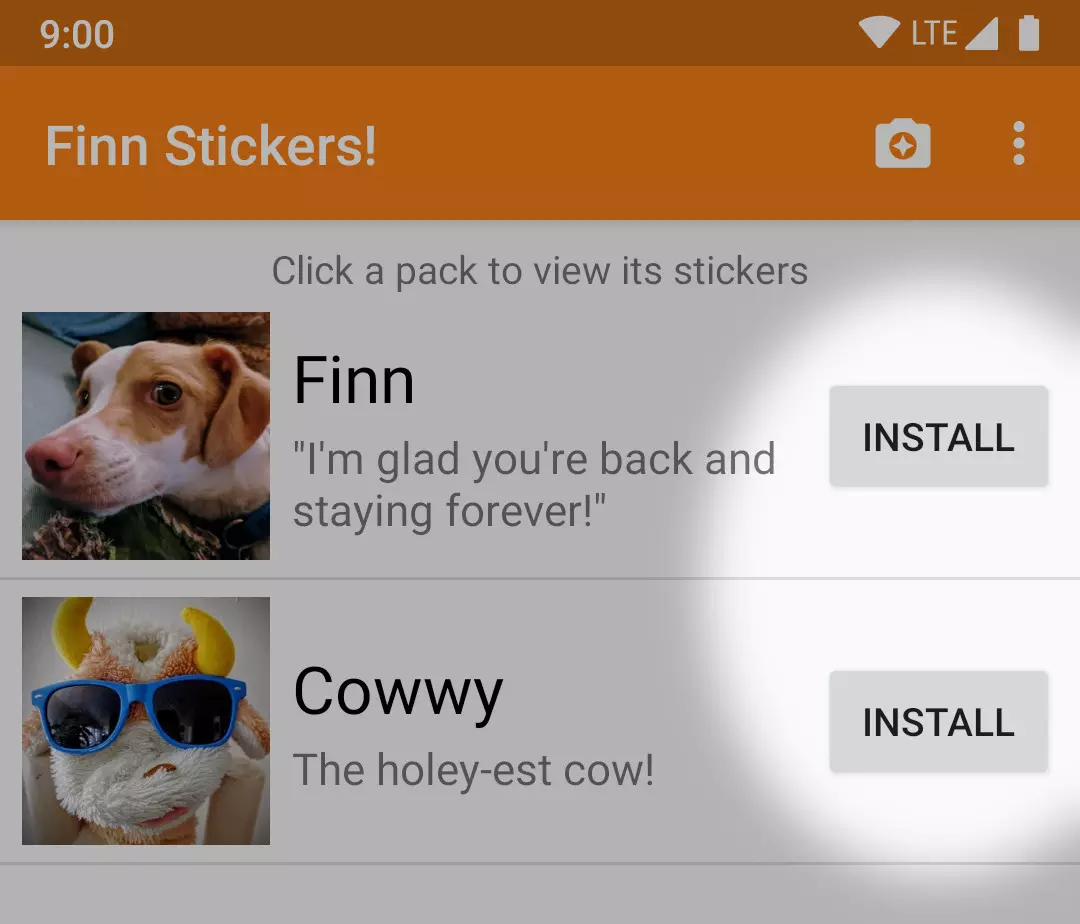 9:00 LTE
Finn Stickers!
Click a pack to view its stickers
Finn
"I'm glad you're back and
staying forever!"
INSTALL
Cowwy
The holey-est cow!
INSTALL